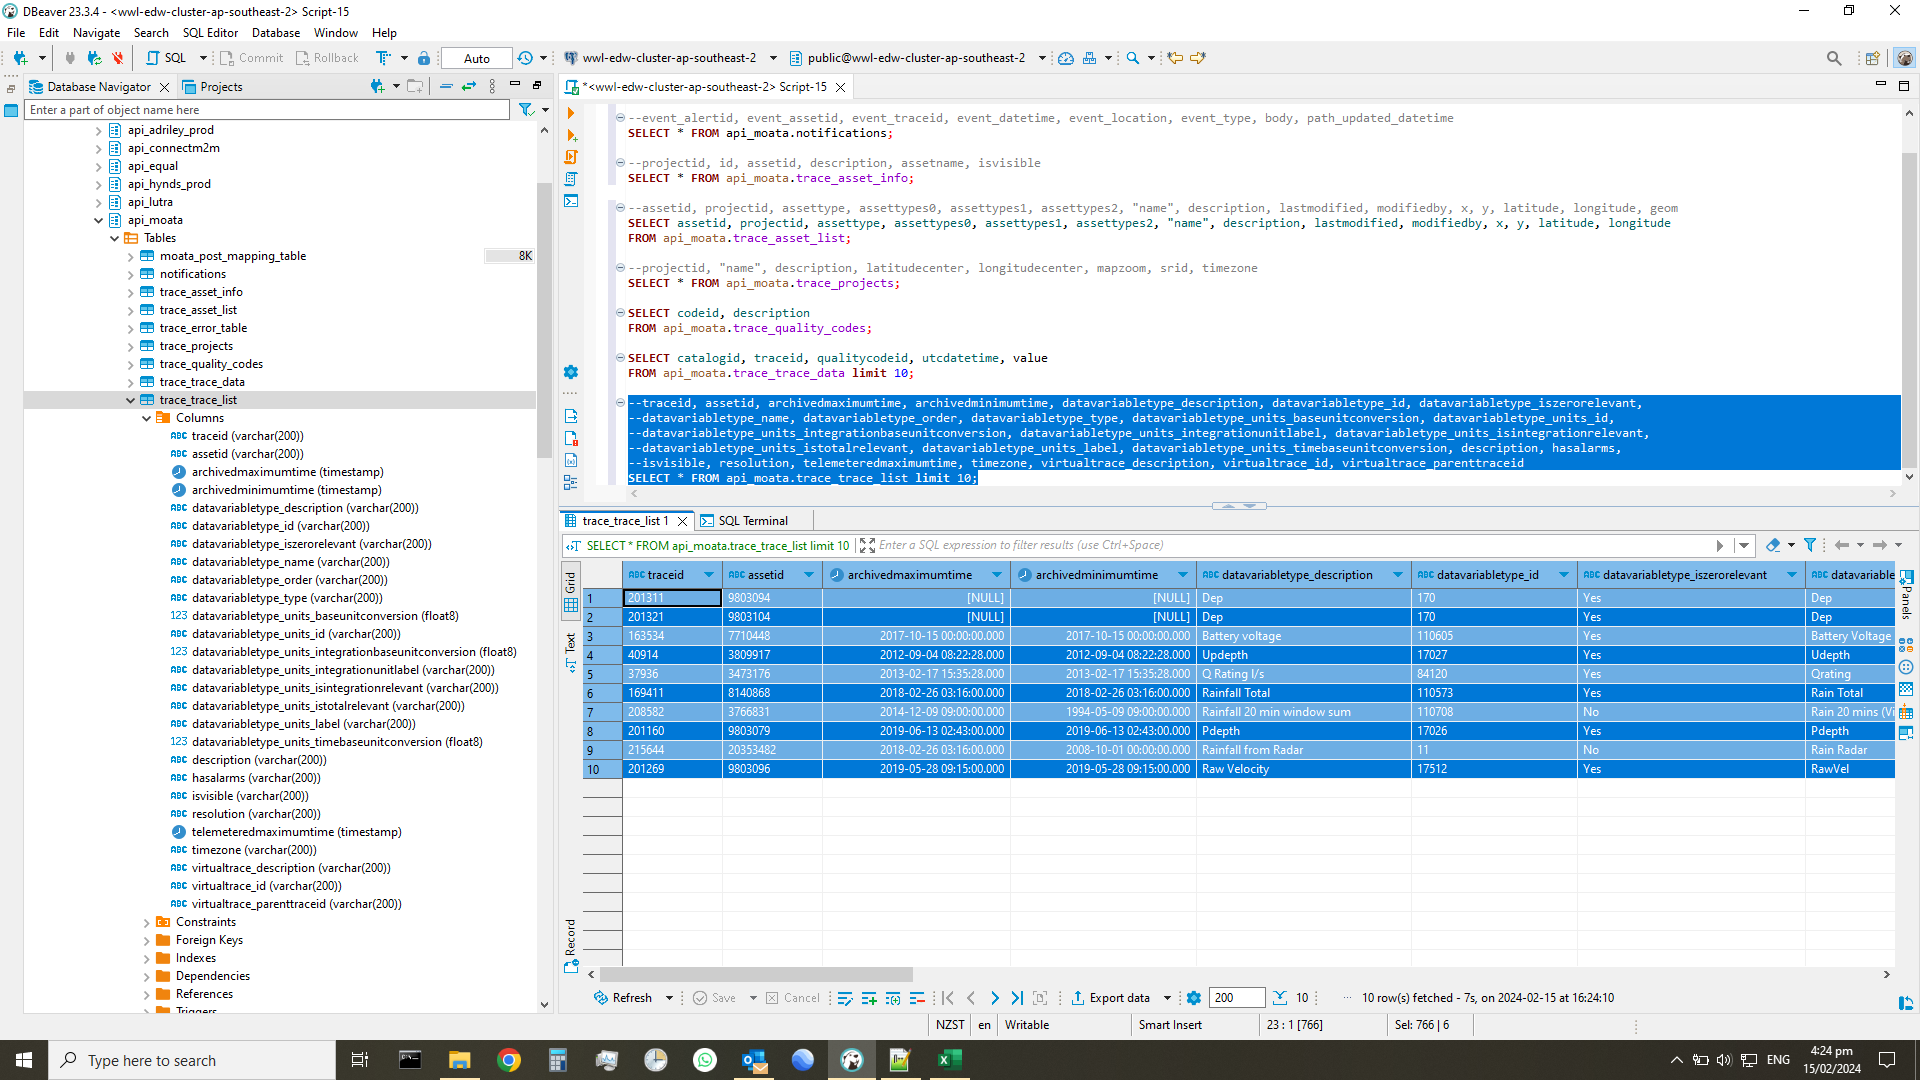 DBeaver 23.3.4 - <wwl-edw-cluster-ap-southeast-2> Script-15
File Edit Navigate Search SQL Editor Database Window Help
SQL Commit Rollback Auto wwl-edw-cluster-ap-southeast-2 public@wwl-edw-cluster-ap-southeast-2
Database Navigator Projects
Enter a part of object name here
api_adriley_prod
api_connectm2m
api_equal
api_hynds_prod
api_lutra
api_moata
Tables
moata_post_mapping_table 8K
notifications
trace_asset_info
trace_asset_list
trace_error_table
trace_projects
trace_quality_codes
trace_trace_data
trace_trace_list
Columns
traceid (varchar(200))
assetid (varchar(200))
archivedmaximumtime (timestamp)
archivedminimumtime (timestamp)
datavariabletype_description (varchar(200))
datavariabletype_id (varchar(200))
datavariabletype_iszerorelevant (varchar(200))
datavariabletype_name (varchar(200))
datavariabletype_order (varchar(200))
datavariabletype_type (varchar(200))
datavariabletype_units_baseunitconversion (float8)
datavariabletype_units_id (varchar(200))
datavariabletype_units_integrationbaseunitconversion (float8)
datavariabletype_units_integrationunitlabel (varchar(200))
datavariabletype_units_isintegrationrelevant (varchar(200))
datavariabletype_units_istotalrelevant (varchar(200))
datavariabletype_units_label (varchar(200))
datavariabletype_units_timebaseunitconversion (float8)
description (varchar(200))
hasalarms (varchar(200))
isvisible (varchar(200))
resolution (varchar(200))
telemeteredmaximumtime (timestamp)
timezone (varchar(200))
virtualtrace_description (varchar(200))
virtualtrace_id (varchar(200))
virtualtrace_parenttraceid (varchar(200))
Constraints
Foreign Keys
Indexes
Dependencies
References
Triggers
*<wwl-edw-cluster-ap-southeast-2> Script-15
--event_alertid, event_assetid, event_traceid, event_datetime, event_location, event_type, body, path_updated_datetime
SELECT * FROM api_moata.notifications;
--projectid, id, assetid, description, assetname, isvisible
SELECT * FROM api_moata.trace_asset_info;
--assetid, projectid, assettype, assettypes0, assettypes1, assettypes2, "name", description, lastmodified, modifiedby, x, y, latitude, longitude, geom
SELECT assetid, projectid, assettype, assettypes0, assettypes1, assettypes2, "name", description, lastmodified, modifiedby, x, y, latitude, longitude
FROM api_moata.trace_asset_list;
--projectid, "name", description, latitudecenter, longitudecenter, mapzoom, srid, timezone
SELECT * FROM api_moata.trace_projects;
SELECT codeid, description
FROM api_moata.trace_quality_codes;
SELECT catalogid, traceid, qualitycodeid, utcdatetime, value
FROM api_moata.trace_trace_data limit 10;
--traceid, assetid, archivedmaximumtime, archivedminimumtime, datavariabletype_description, datavariabletype_id, datavariabletype_iszerorelevant,
--datavariabletype_name, datavariabletype_order, datavariabletype_type, datavariabletype_units_baseunitconversion, datavariabletype_units_id,
--datavariabletype_units_integrationbaseunitconversion, datavariabletype_units_integrationunitlabel, datavariabletype_units_isintegrationrelevant,
--datavariabletype_units_istotalrelevant, datavariabletype_units_label, datavariabletype_units_timebaseunitconversion, description, hasalarms,
--isvisible, resolution, telemeteredmaximumtime, timezone, virtualtrace_description, virtualtrace_id, virtualtrace_parenttraceid
SELECT * FROM api_moata.trace_trace_list limit 10;
trace_trace_list 1 SQL Terminal
SELECT * FROM api_moata.trace_trace_list limit 10 Enter a SQL expression to filter results (use Ctrl+Space)
Grid
Text
Record
Panels
ABC traceid ABC assetid archivedmaximumtime archivedminimumtime ABC datavariabletype_description ABC datavariabletype_id ABC datavariabletype_iszerorelevant ABC datavariable
1 201311 9803094 [NULL] [NULL] Dep 170 Yes Dep
2 201321 9803104 [NULL] [NULL] Dep 170 Yes Dep
3 163534 7710448 2017-10-15 00:00:00.000 2017-10-15 00:00:00.000 Battery voltage 110605 Yes Battery Voltage
4 40914 3809917 2012-09-04 08:22:28.000 2012-09-04 08:22:28.000 Updepth 17027 Yes Udepth
5 37936 3473176 2013-02-17 15:35:28.000 2013-02-17 15:35:28.000 Q Rating l/s 84120 Yes Qrating
6 169411 8140868 2018-02-26 03:16:00.000 2018-02-26 03:16:00.000 Rainfall Total 110573 Yes Rain Total
7 208582 3766831 2014-12-09 09:00:00.000 1994-05-09 09:00:00.000 Rainfall 20 min window sum 110708 No Rain 20 mins (Vi
8 201160 9803079 2019-06-13 02:43:00.000 2019-06-13 02:43:00.000 Pdepth 17026 Yes Pdepth
9 215644 20353482 2018-02-26 03:16:00.000 2008-10-01 00:00:00.000 Rainfall from Radar 11 No Rain Radar
10 201269 9803096 2019-05-28 09:15:00.000 2019-05-28 09:15:00.000 Raw Velocity 17512 Yes RawVel
Refresh Save Cancel Export data 200 10 10 row(s) fetched - 7s, on 2024-02-15 at 16:24:10
NZST en Writable Smart Insert 23 : 1 [766] Sel: 766 | 6
Type here to search
ENG
4:24 pm
15/02/2024